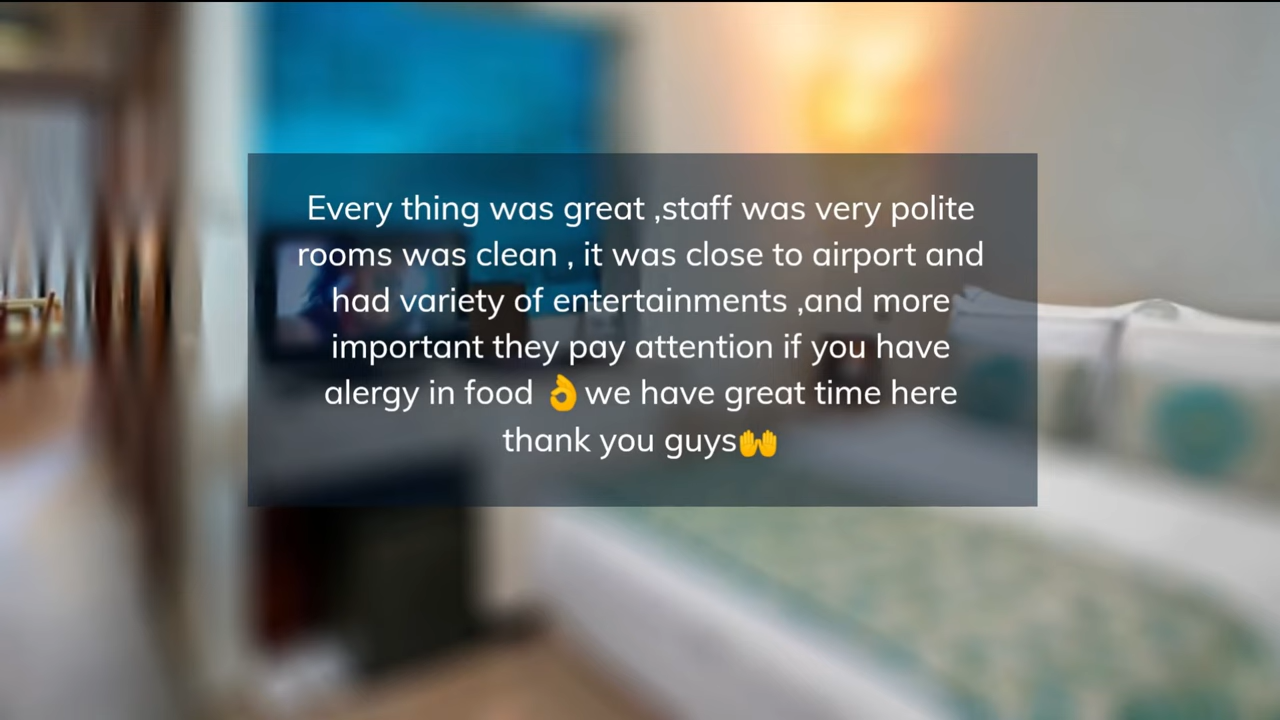 Every thing was great ,staff was very polite
rooms was clean , it was close to airport and
had variety of entertainments ,and more
important they pay attention if you have
alergy in food 👌we have great time here
thank you guys🙌